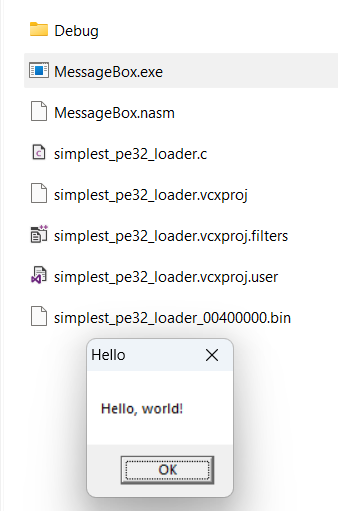 Debug
MessageBox.exe
MessageBox.nasm
simplest_pe32_loader.c
simplest_pe32_loader.vcxproj
simplest_pe32_loader.vcxproj.filters
simplest_pe32_loader.vcxproj.user
simplest_pe32_loader_00400000.bin
Hello
Hello, world!
OK